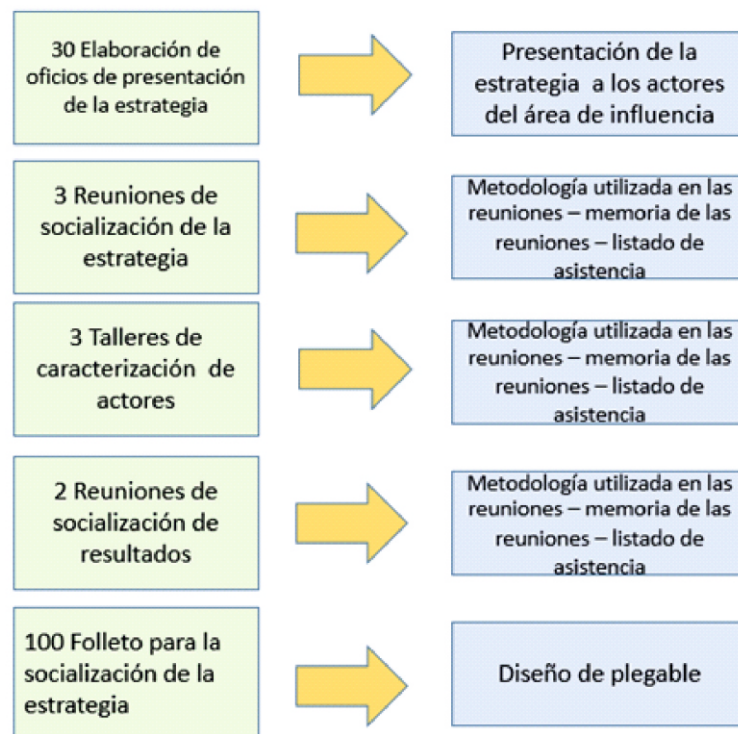 30 Elaboración de
oficios de presentación
de la estrategia
Presentación de la
estrategia a los actores
del área de influencia
3 Reuniones de
socialización de la
estrategia
Metodología utilizada en las
reuniones – memoria de las
reuniones – listado de
asistencia
3 Talleres de
caracterización de
actores
Metodología utilizada en las
reuniones – memoria de las
reuniones – listado de
asistencia
2 Reuniones de
socialización de
resultados
Metodología utilizada en las
reuniones – memoria de las
reuniones – listado de
asistencia
100 Folleto para la
socialización de la
estrategia
Diseño de plegable